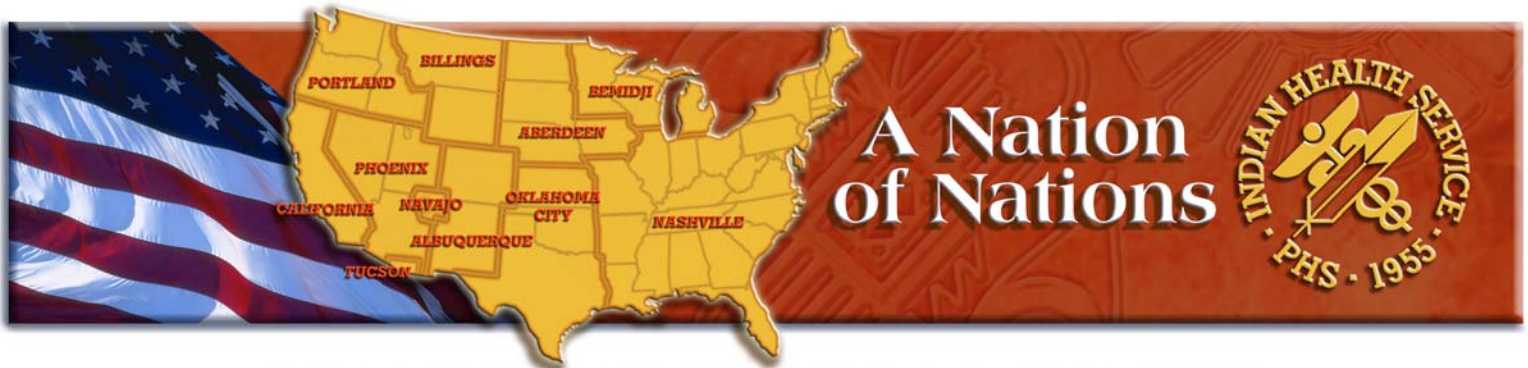 BILLINGS
PORTLAND
BEMIDJI
ABERDEEN
PHOENIX
CALIFORNIA
NAVAJO
OKLAHOMA
CITY
NASHVILLE
ALBUQUERQUE
TUCSON
A Nation
of Nations
INDIAN HEALTH SERVICE
· PHS · 1955 ·